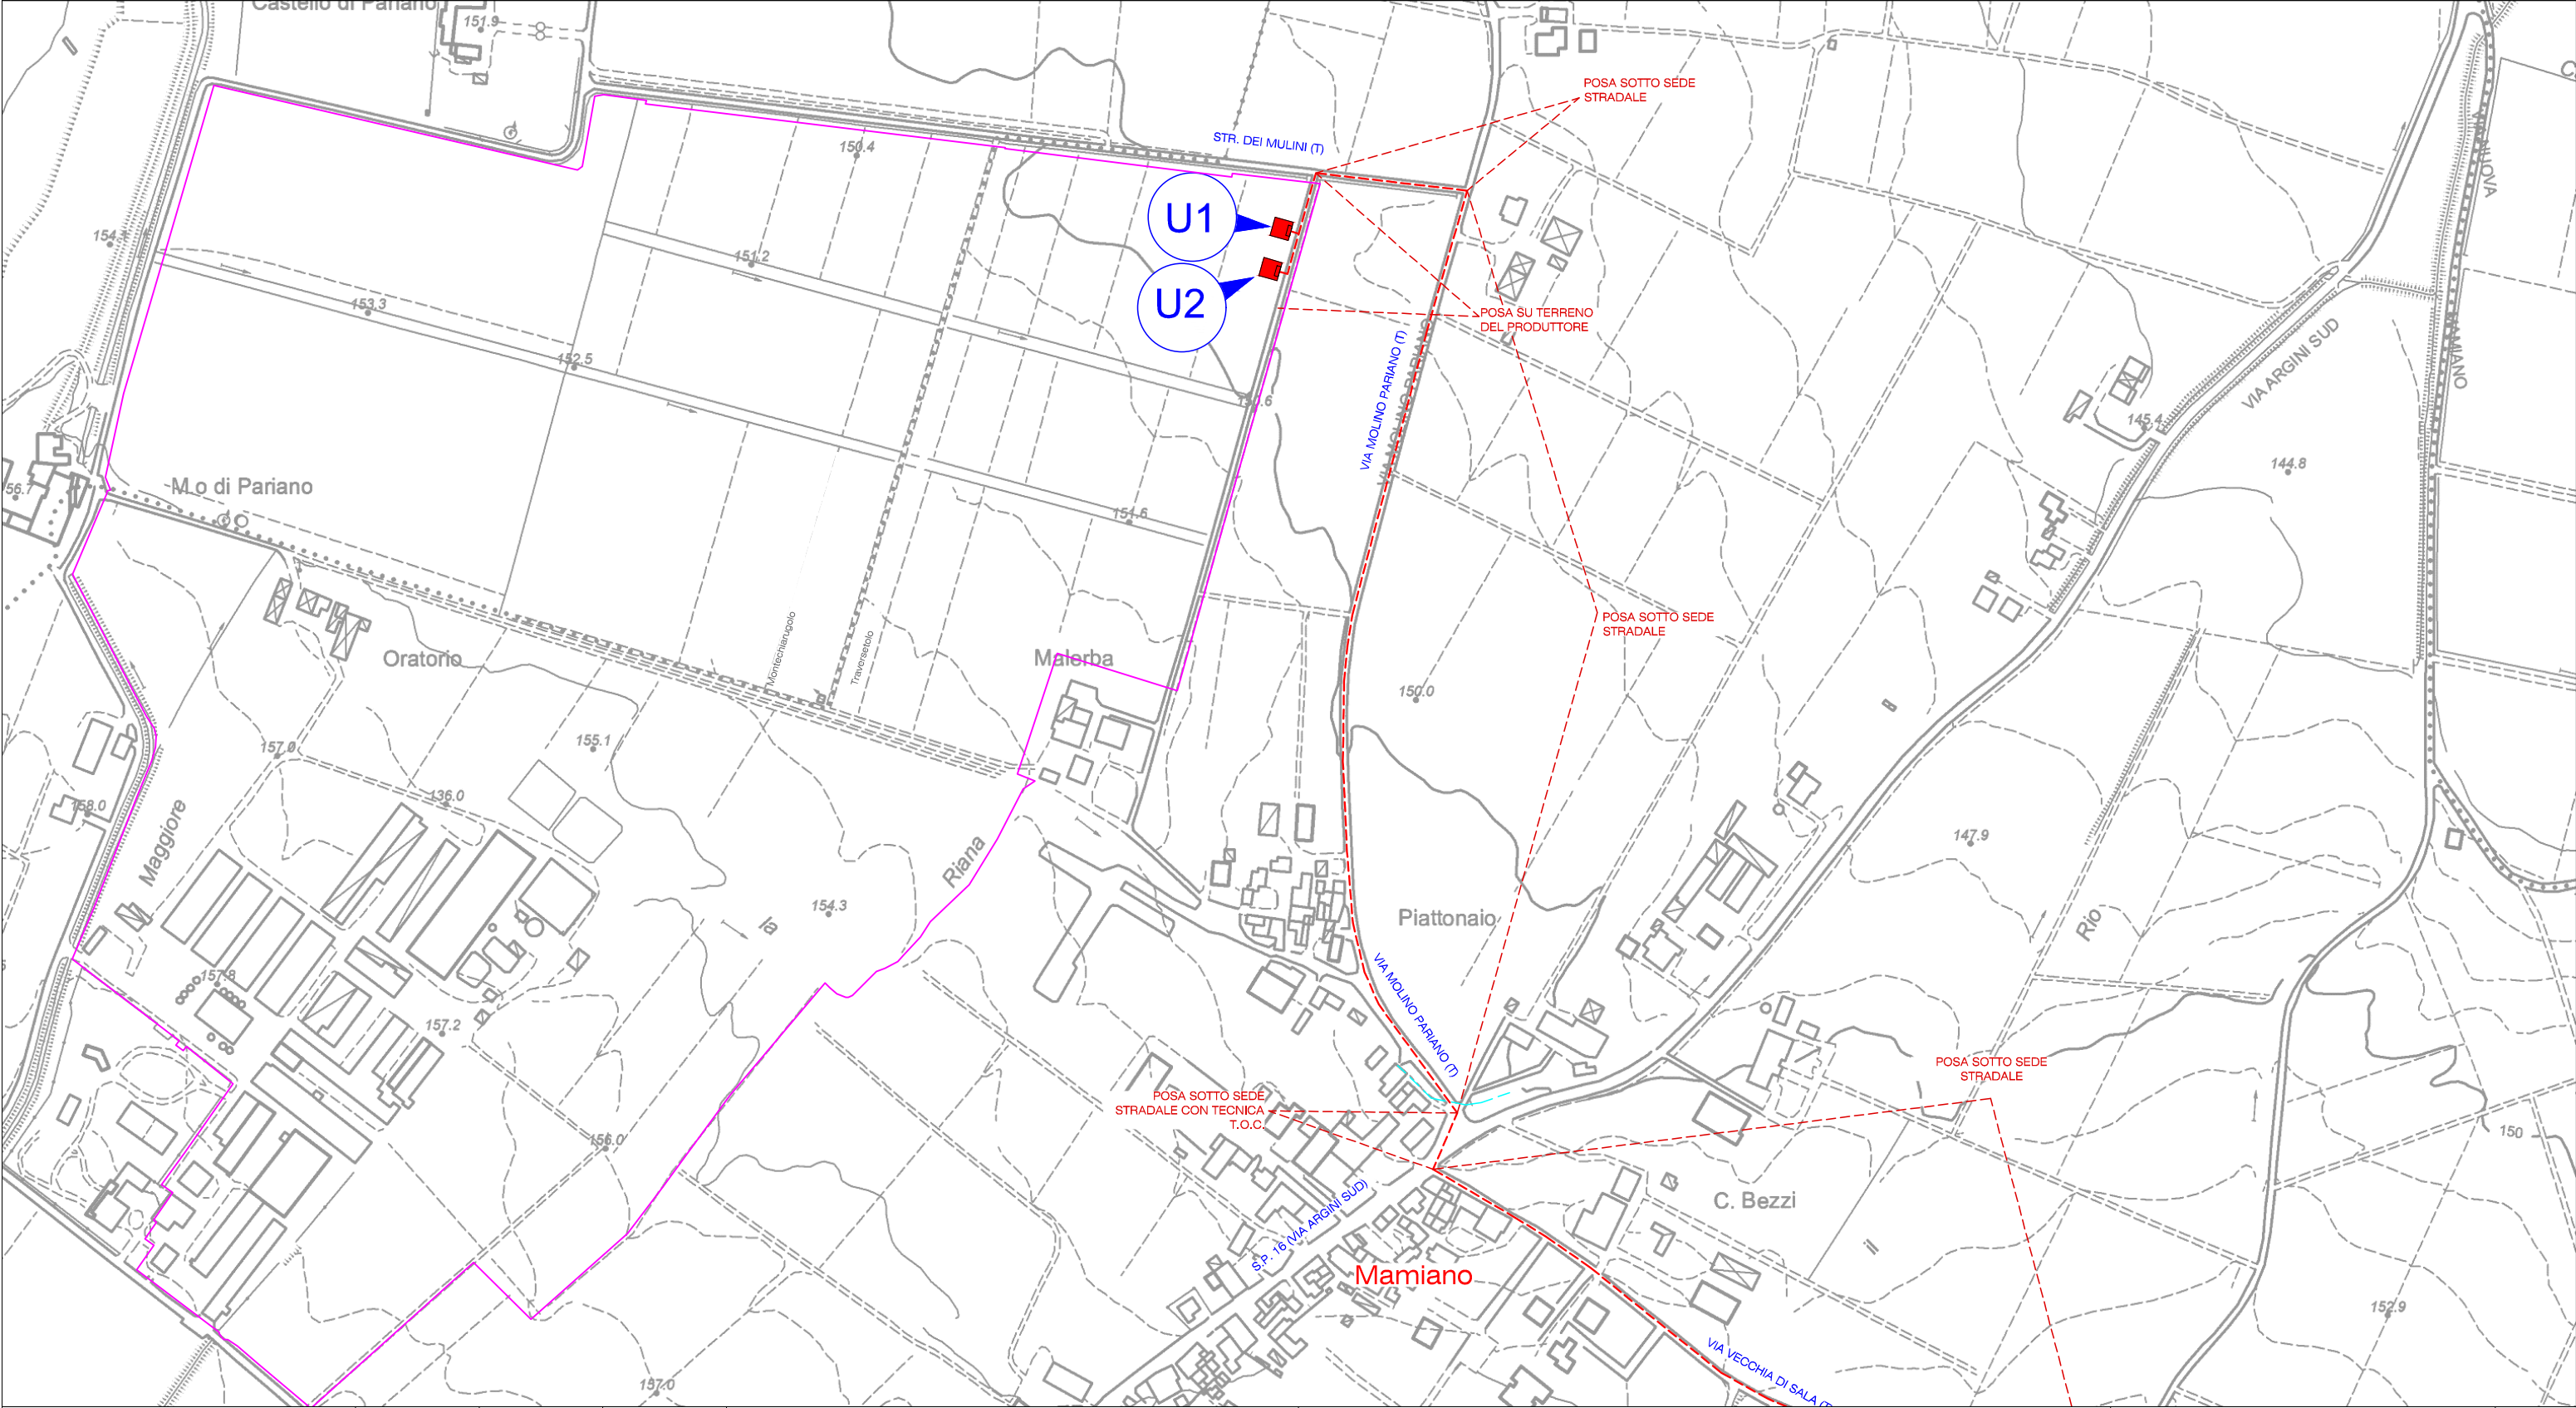 Castello di Pariano
151.9
POSA SOTTO SEDE
STRADALE
STR. DEI MULINI (T)
150.4
U1
151.2
U2
153.3
152.5
POSA SU TERRENO
DEL PRODUTTORE
VIA MOLINO PARIANO (T)
VIA MOLINO PARIANO
VIA ARGINI SUD
MAMIANO
145.4
144.8
M.o di Pariano
56.7
151.6
Montechiarugolo
Traversetolo
Oratorio
Malerba
POSA SOTTO SEDE
STRADALE
150.0
157.0
155.1
136.0
158.0
Maggiore
Riana
la
154.3
147.9
Piattonaio
Rio
157.8
157.2
VIA MOLINO PARIANO (T)
POSA SOTTO SEDE
STRADALE
POSA SOTTO SEDE
STRADALE CON TECNICA
T.O.C.
156.0
150
C. Bezzi
S.P. 16 (VIA ARGINI SUD)
Mamiano
152.9
VIA VECCHIA DI SALA (T)
157.0